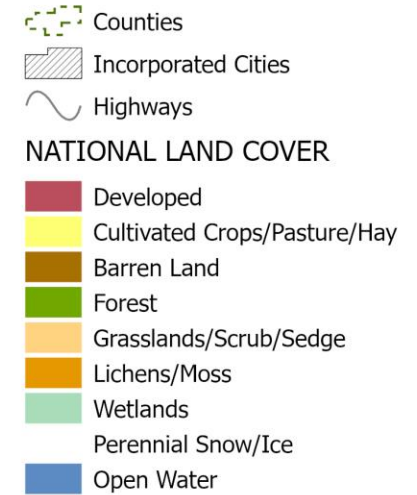 Counties
Incorporated Cities
Highways
NATIONAL LAND COVER
Developed
Cultivated Crops/Pasture/Hay
Barren Land
Forest
Grasslands/Scrub/Sedge
Lichens/Moss
Wetlands
Perennial Snow/Ice
Open Water